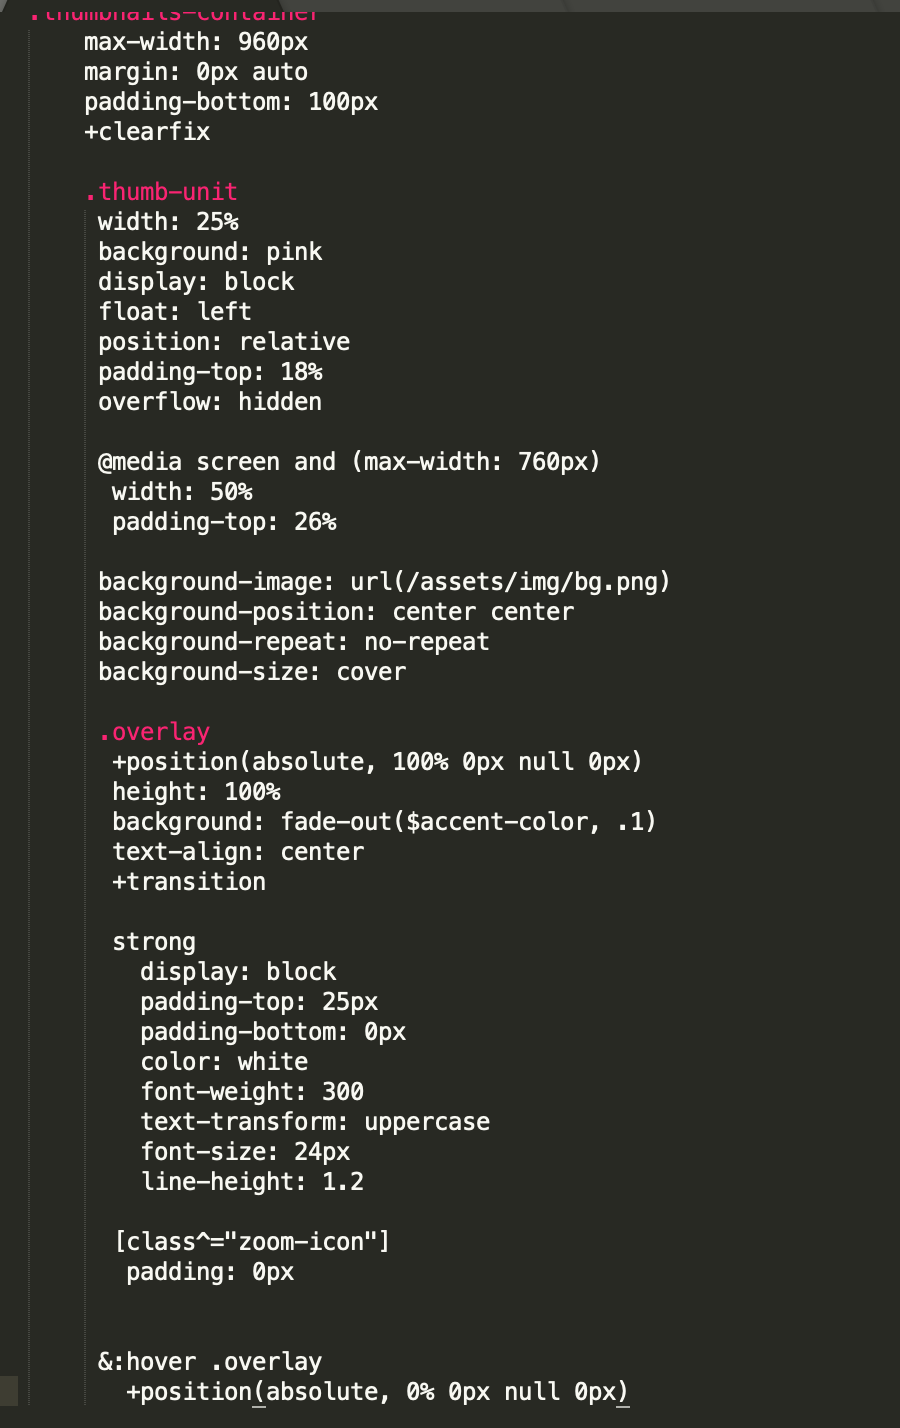 .thumbnails-container
max-width: 960px
margin: 0px auto
padding-bottom: 100px
+clearfix
.thumb-unit
width: 25%
background: pink
display: block
float: left
position: relative
padding-top: 18%
overflow: hidden
@media screen and (max-width: 760px)
width: 50%
padding-top: 26%
background-image: url(/assets/img/bg.png)
background-position: center center
background-repeat: no-repeat
background-size: cover
.overlay
+position(absolute, 100% 0px null 0px)
height: 100%
background: fade-out($accent-color, .1)
text-align: center
+transition
strong
display: block
padding-top: 25px
padding-bottom: 0px
color: white
font-weight: 300
text-transform: uppercase
font-size: 24px
line-height: 1.2
[class^="zoom-icon"]
padding: 0px
&:hover .overlay
+position(absolute, 0% 0px null 0px)